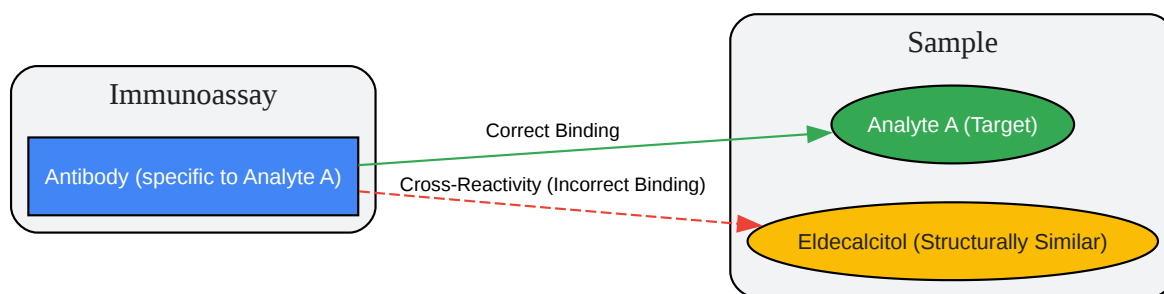 Sample
Immunoassay
Analyte A (Target)
Correct Binding
Antibody (specific to Analyte A)
Cross-Reactivity (Incorrect Binding)
Eldecalcitol (Structurally Similar)